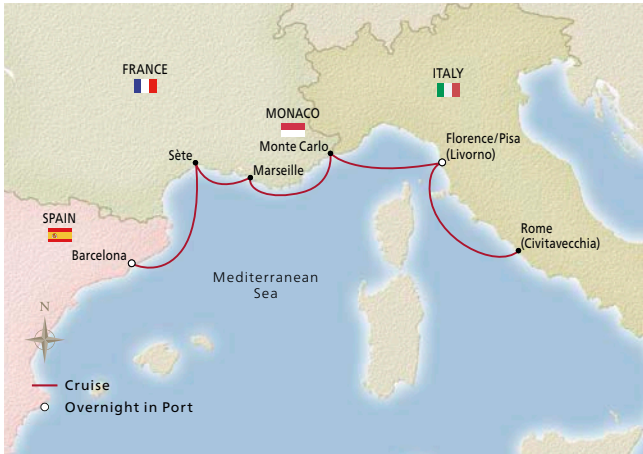 FRANCE
ITALY
MONACO
Monte Carlo
Florence/Pisa
(Livorno)
Sète
Marseille
SPAIN
Barcelona
Rome
(Civitavecchia)
Mediterranean
Sea
N
Cruise
Overnight in Port